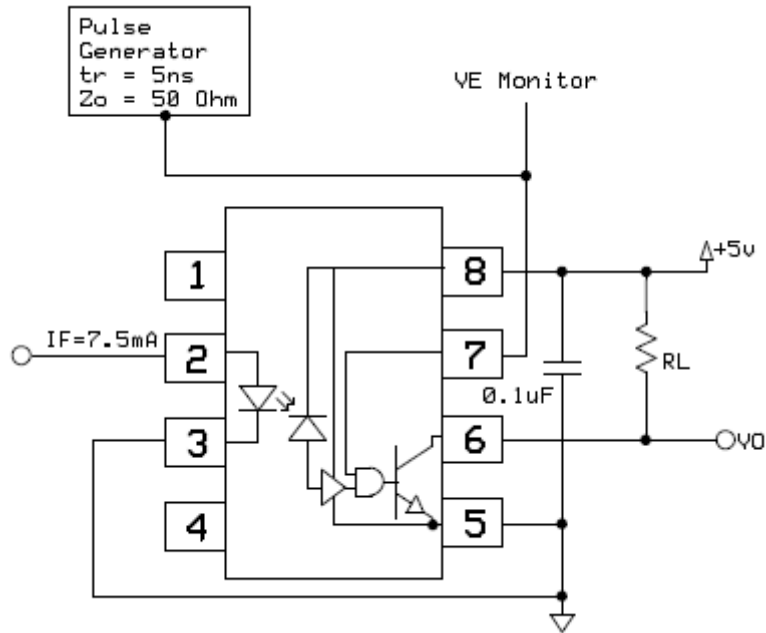 Pulse
Generator
tr = 5ns
Zo = 50 Ohm
VE Monitor
1
8
+5v
IF=7.5mA
2
7
RL
0.1uF
3
6
VO
4
5